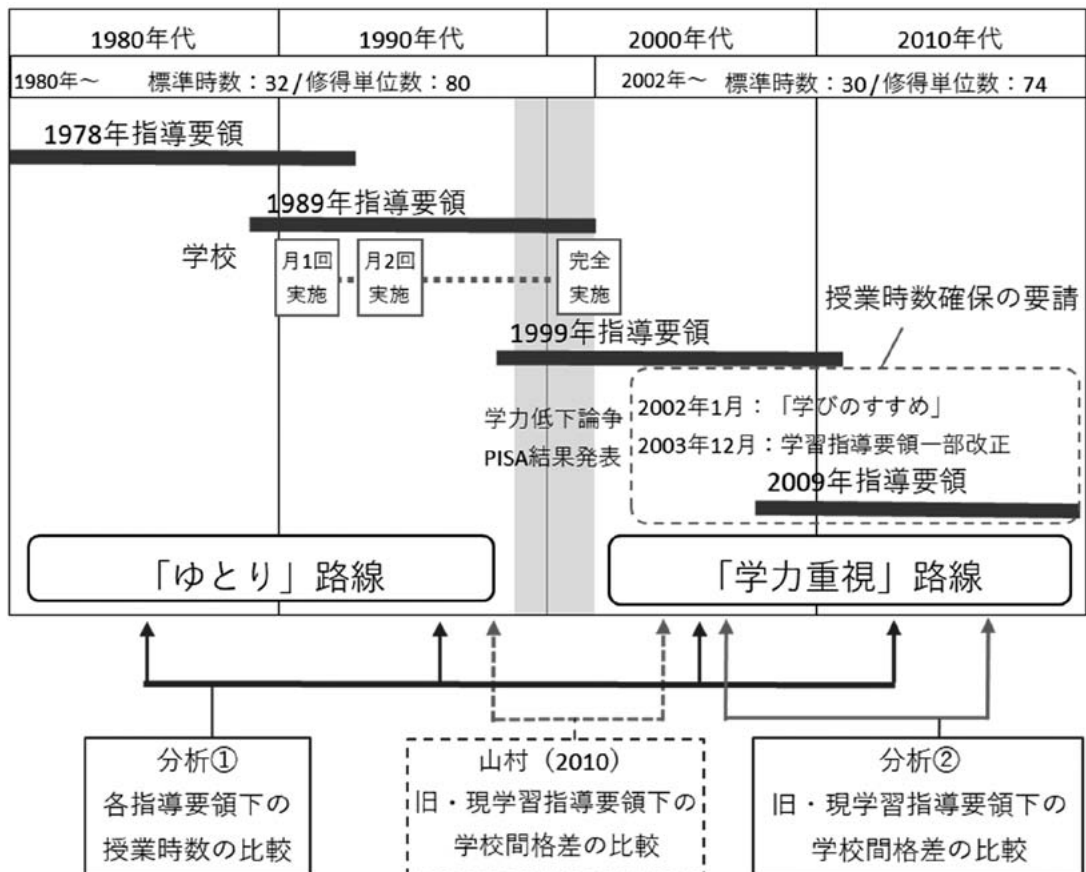 1980年代
1990年代
2000年代
2010年代
1980年～　標準時数：32/修得単位数：80
2002年～　標準時数：30/修得単位数：74
1978年指導要領
1989年指導要領
学校
月1回
実施
月2回
実施
完全
実施
授業時数確保の要請
1999年指導要領
学力低下論争
PISA結果発表
2002年1月：「学びのすすめ」
2003年12月：学習指導要領一部改正
2009年指導要領
「ゆとり」路線
「学力重視」路線
分析①
各指導要領下の
授業時数の比較
山村（2010）
旧・現学習指導要領下の
学校間格差の比較
分析②
旧・現学習指導要領下の
学校間格差の比較